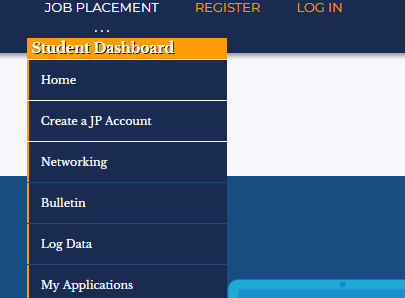 JOB PLACEMENT REGISTER LOG IN
...
Student Dashboard
Home
Create a JP Account
Networking
Bulletin
Log Data
My Applications